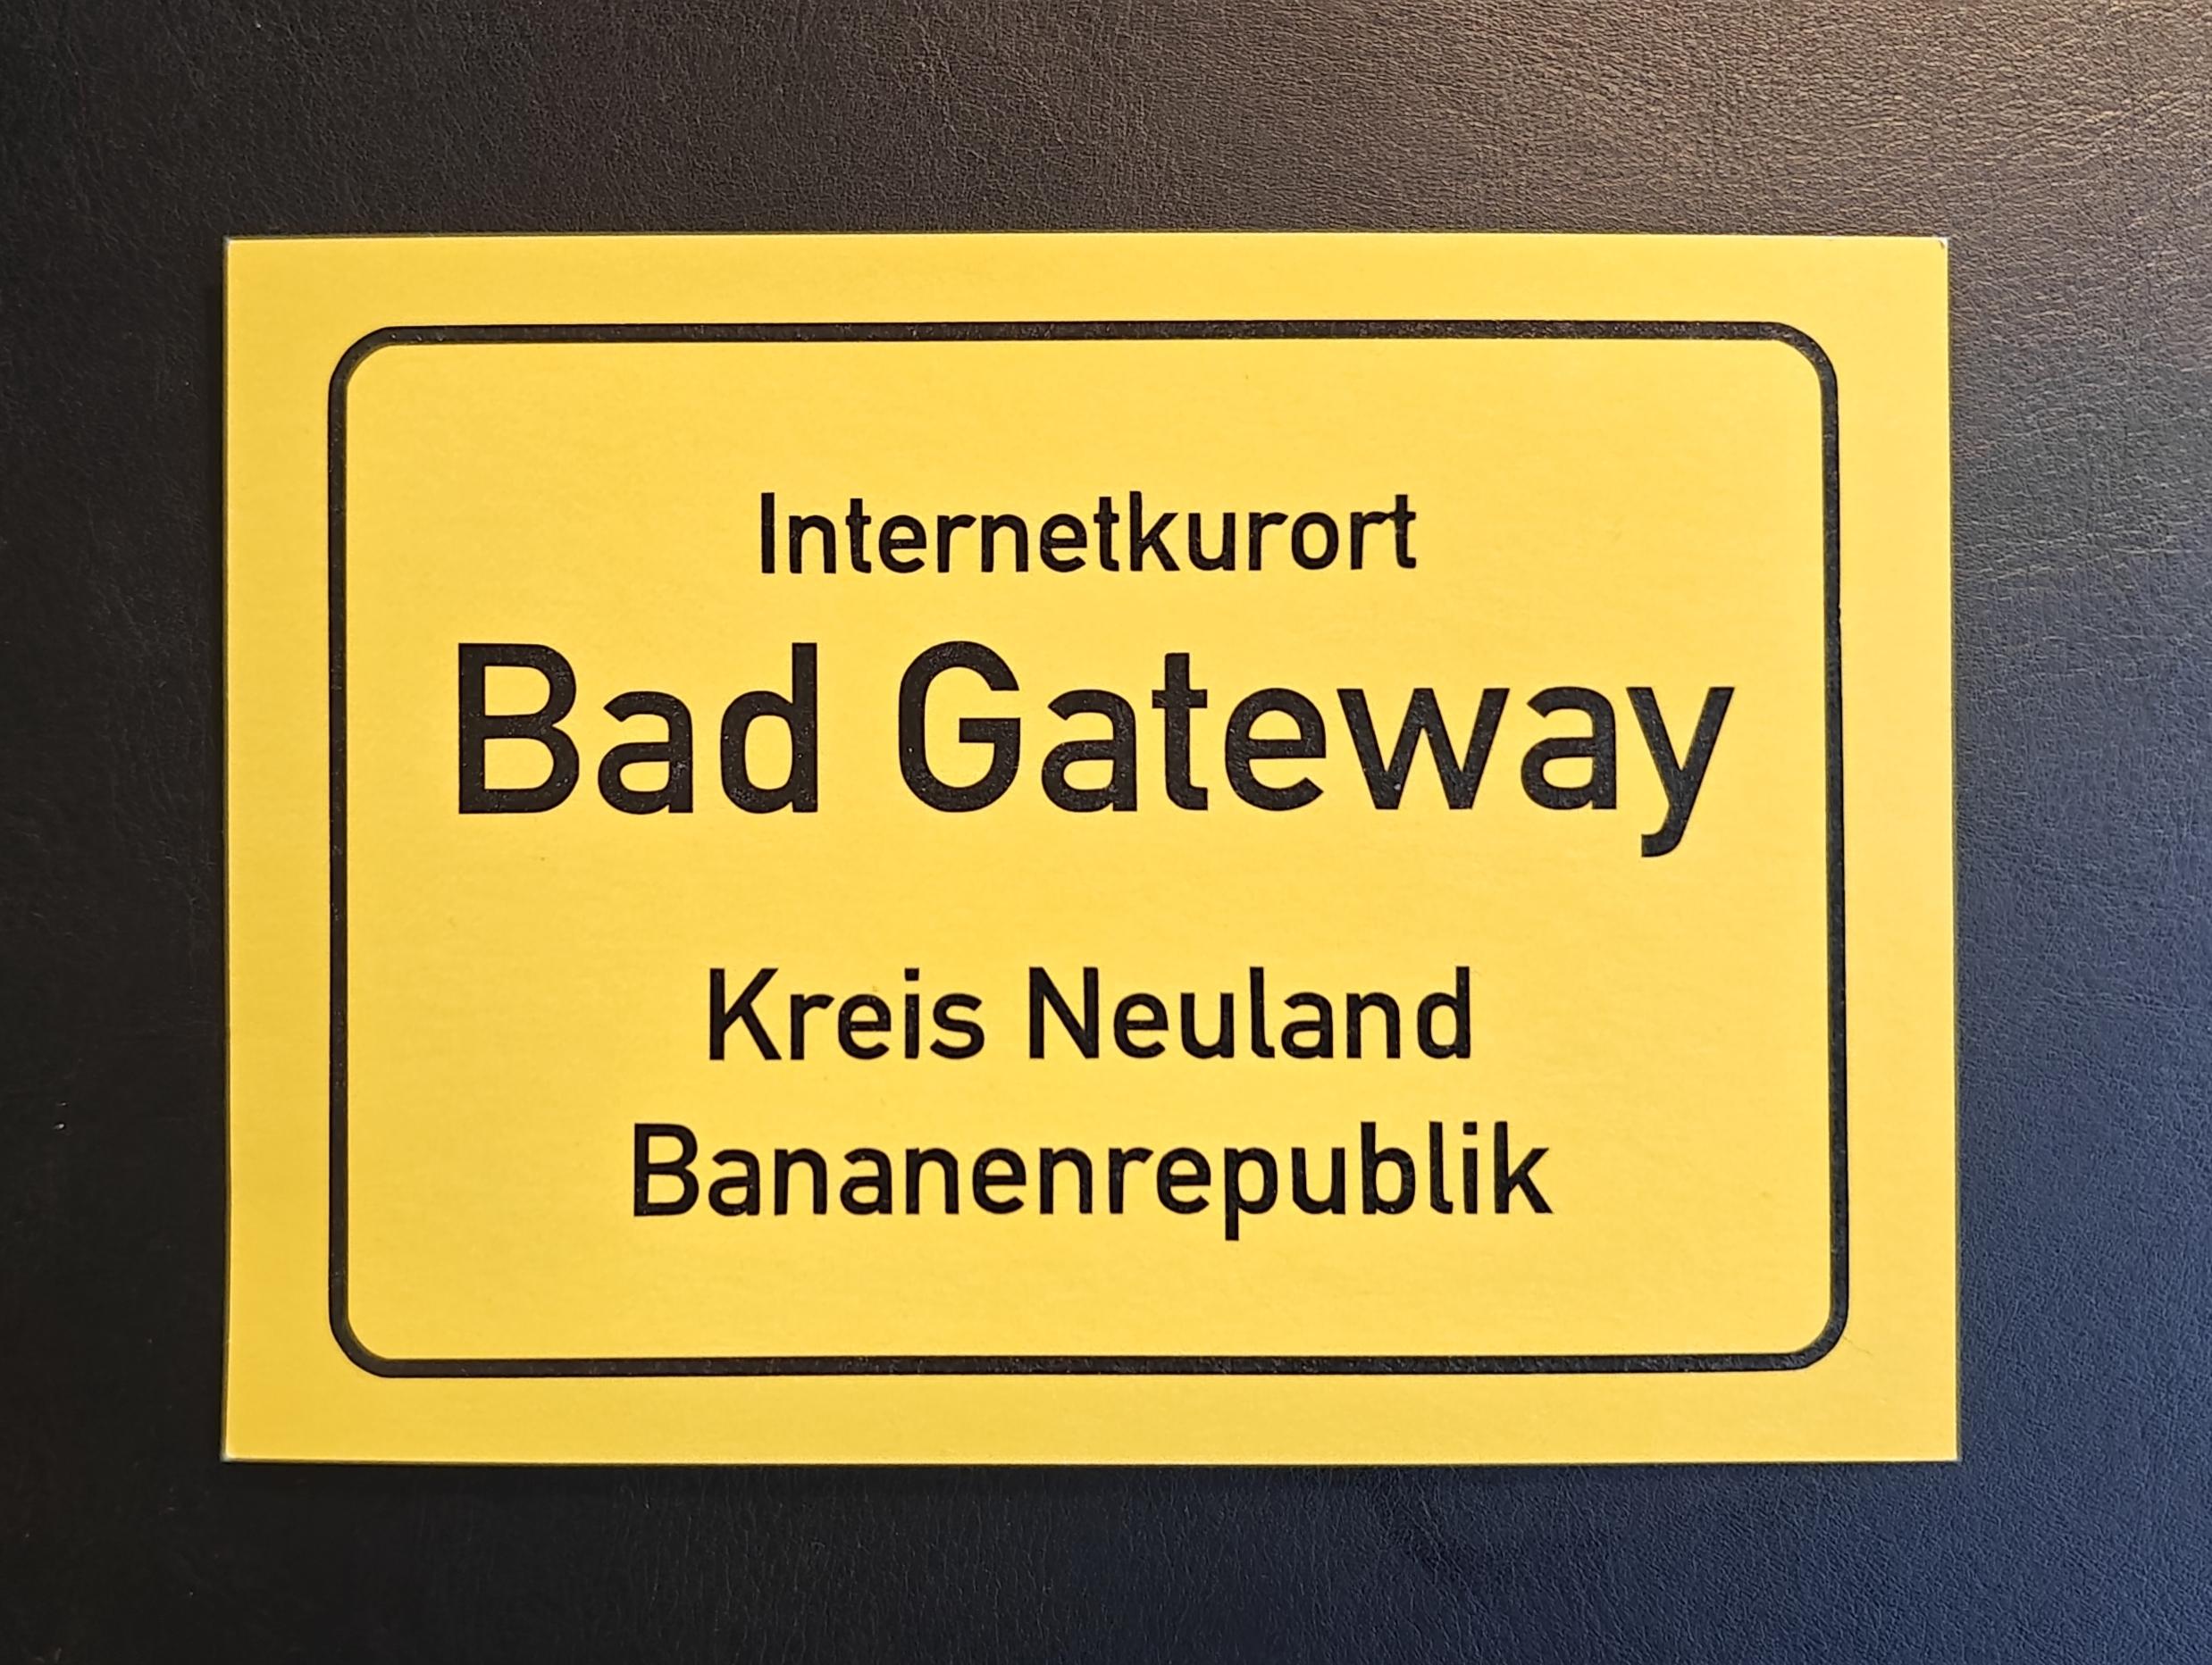 Internetkurort
Bad Gateway
Kreis Neuland
Bananenrepublik